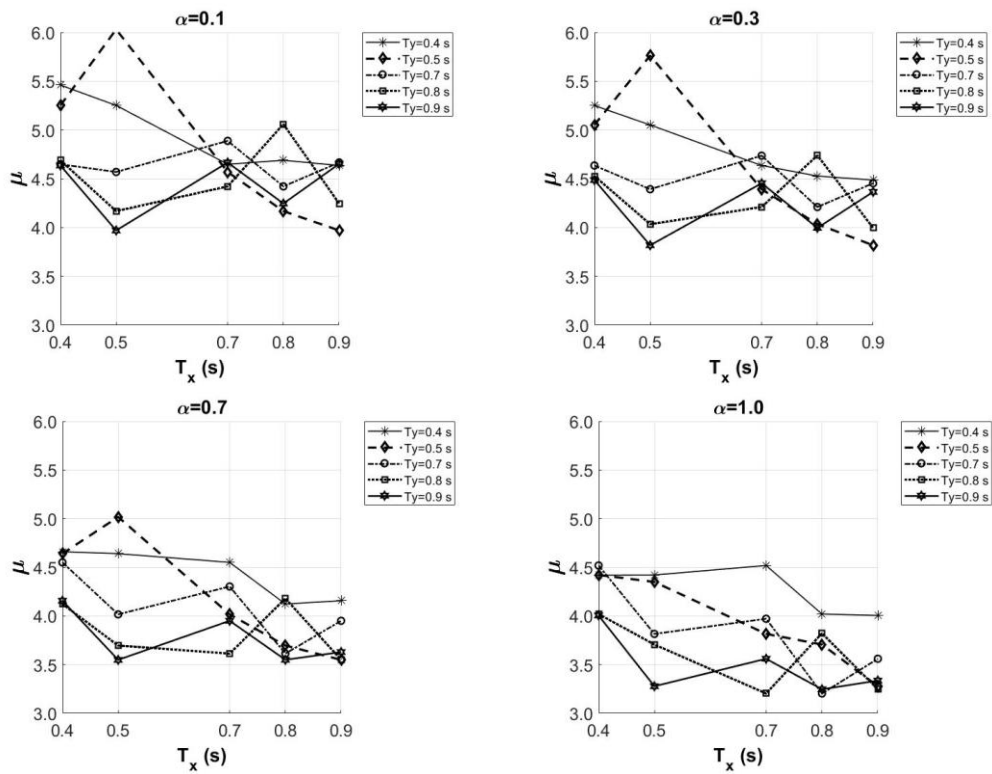 α=0.1
6.0
5.5
5.0
4.5
4.0
3.5
3.0
μ
0.4 0.5 0.7 0.8 0.9
T_x (s)
Ty=0.4 s
Ty=0.5 s
Ty=0.7 s
Ty=0.8 s
Ty=0.9 s
α=0.3
6.0
5.5
5.0
4.5
4.0
3.5
3.0
μ
0.4 0.5 0.7 0.8 0.9
T_x (s)
Ty=0.4 s
Ty=0.5 s
Ty=0.7 s
Ty=0.8 s
Ty=0.9 s
α=0.7
6.0
5.5
5.0
4.5
4.0
3.5
3.0
μ
0.4 0.5 0.7 0.8 0.9
T_x (s)
Ty=0.4 s
Ty=0.5 s
Ty=0.7 s
Ty=0.8 s
Ty=0.9 s
α=1.0
6.0
5.5
5.0
4.5
4.0
3.5
3.0
μ
0.4 0.5 0.7 0.8 0.9
T_x (s)
Ty=0.4 s
Ty=0.5 s
Ty=0.7 s
Ty=0.8 s
Ty=0.9 s